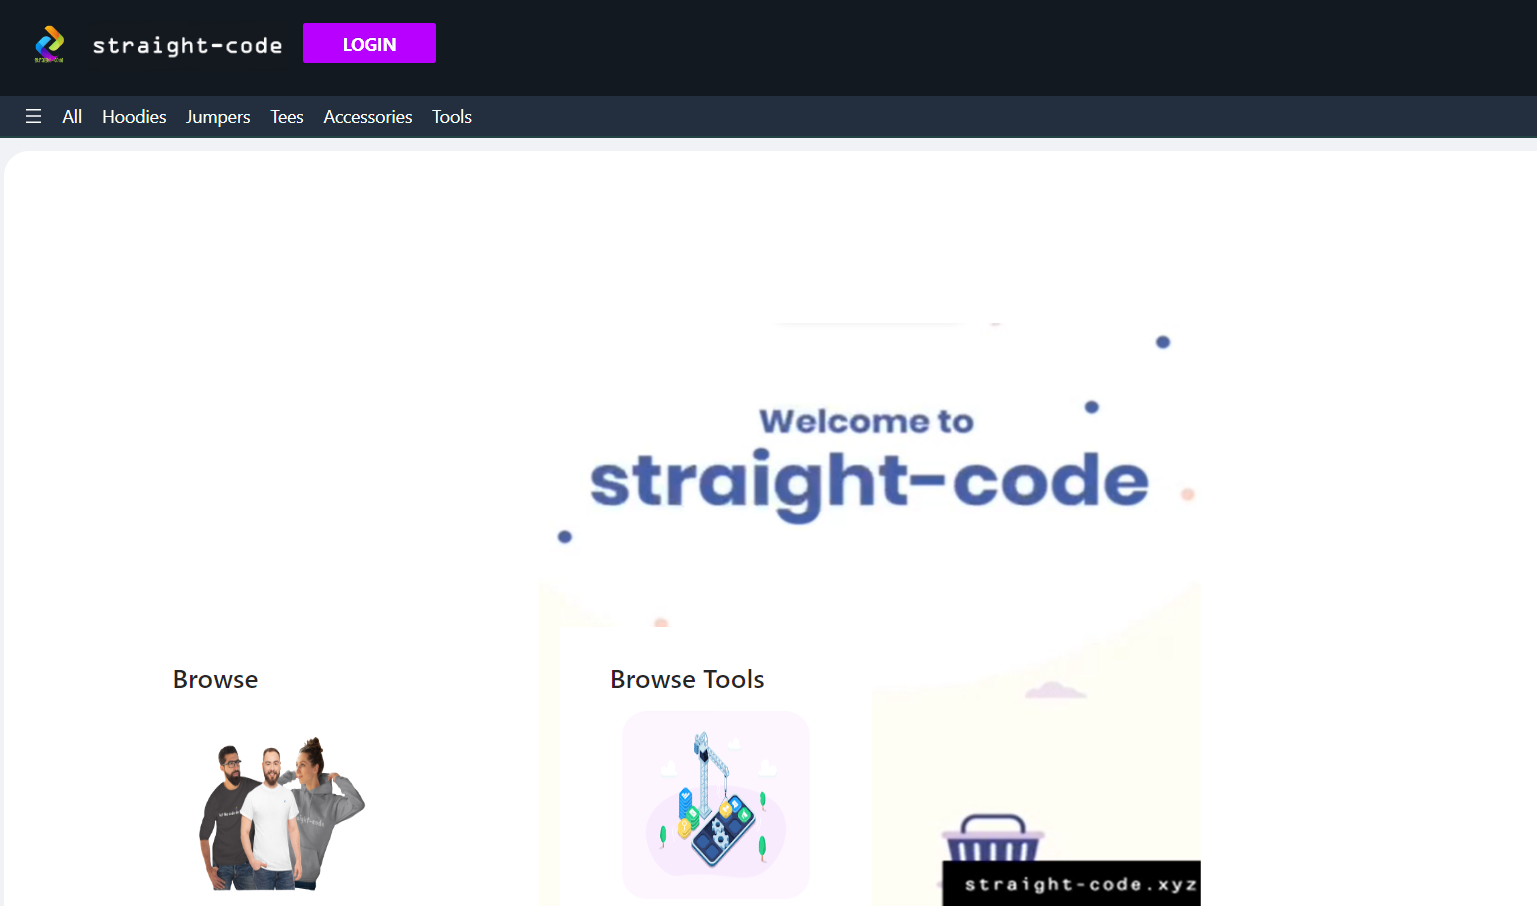 straight-code LOGIN
All Hoodies Jumpers Tees Accessories Tools
Welcome to
straight-code
Browse Browse Tools
straight-code.xyz